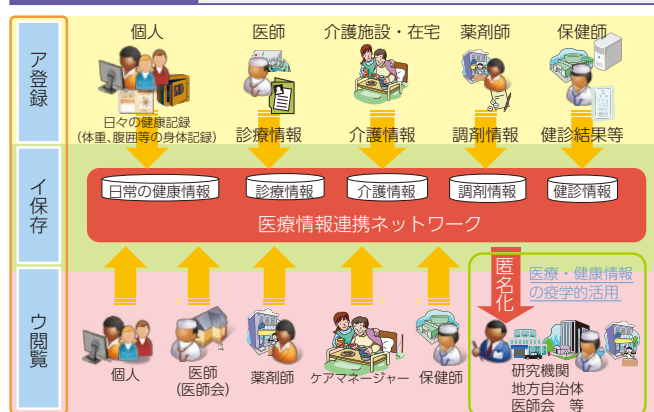 ア登録
個人
医師
介護施設・在宅
薬剤師
保健師
日々の健康記録
(体重、腹囲等の身体記録)
診療情報
介護情報
調剤情報
健診結果等
イ保存
日常の健康情報
診療情報
介護情報
調剤情報
健診情報
医療情報連携ネットワーク
ウ閲覧
匿名化
医療・健康情報
の疫学的活用
個人
医師
(医師会)
薬剤師
ケアマネージャー
保健師
研究機関
地方自治体
医師会 等